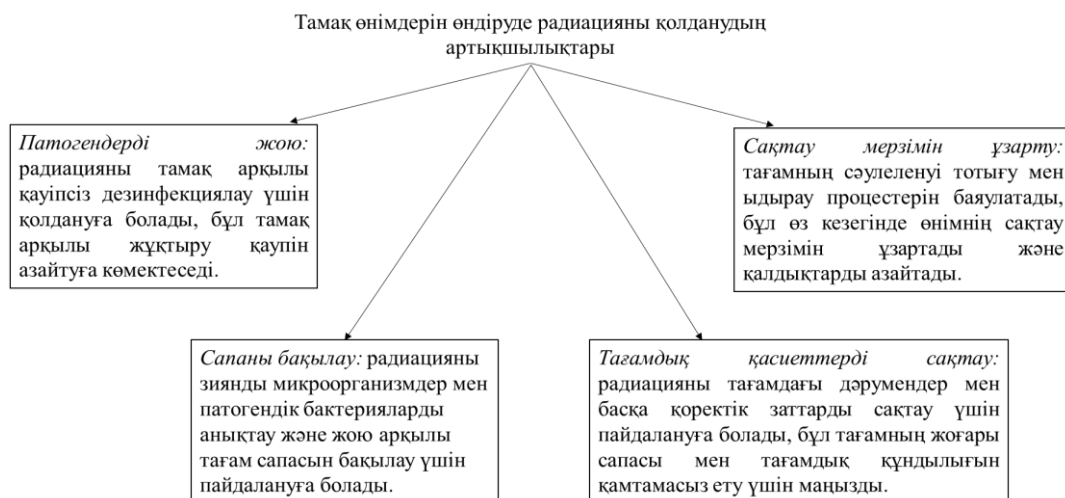 Тамақ өнімдерін өндіруде радиацияны қолданудың
артықшылықтары
Патогендерді жою:
радиацияны тамақ арқылы
қауіпсіз дезинфекциялау үшін
қолдануға болады, бұл тамақ
арқылы жұқтыру қаупін
азайтуға көмектеседі.
Сақтау мерзімін ұзарту:
тағамның сәулеленуі тотығу мен
ыдырау процестерін баяулатады,
бұл өз кезегінде өнімнің сақтау
мерзімін ұзартады және
қалдықтарды азайтады.
Сапаны бақылау: радиацияны
зиянды микроорганизмдер мен
патогендік бактерияларды
анықтау және жою арқылы
тағам сапасын бақылау үшін
пайдалануға болады.
Тағамдық қасиеттерді сақтау:
радиацияны тағамдағы дәрумендер мен
басқа қоректік заттарды сақтау үшін
пайдалануға болады, бұл тағамның жоғары
сапасы мен тағамдық құндылығын
қамтамасыз ету үшін маңызды.